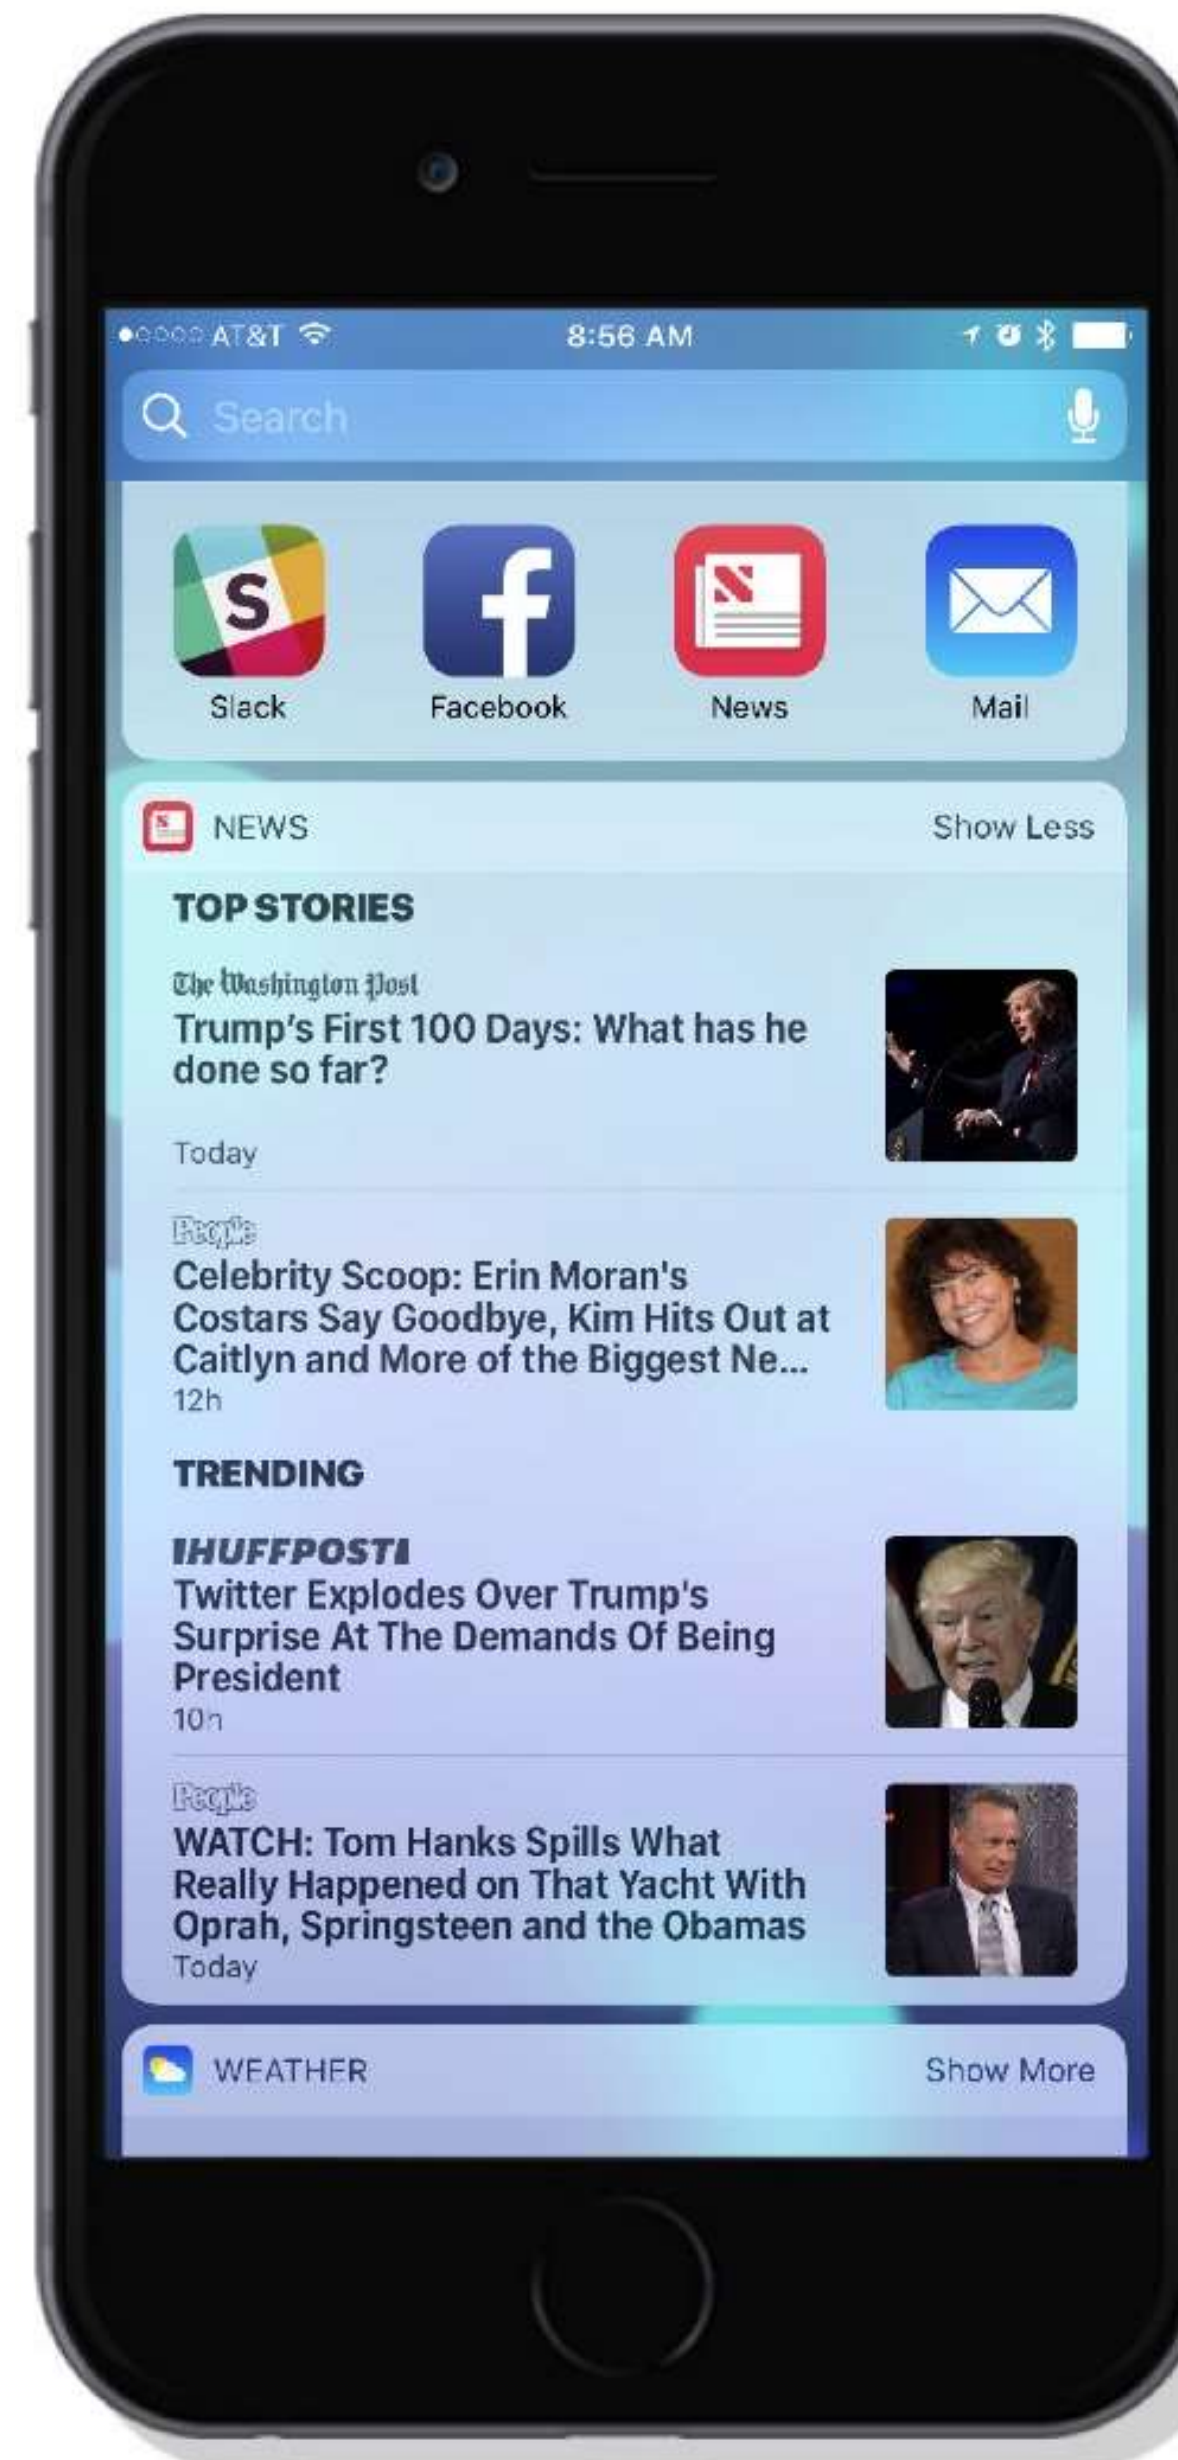 AT&T 8:56 AM
Search
S
Slack Facebook News Mail
NEWS Show Less
TOP STORIES
The Washington Post
Trump's First 100 Days: What has he
done so far?
Today
People
Celebrity Scoop: Erin Moran's
Costars Say Goodbye, Kim Hits Out at
Caitlyn and More of the Biggest Ne...
12h
TRENDING
HUFFPOST
Twitter Explodes Over Trump's
Surprise At The Demands Of Being
President
10h
People
WATCH: Tom Hanks Spills What
Really Happened on That Yacht With
Oprah, Springsteen and the Obamas
Today
WEATHER Show More